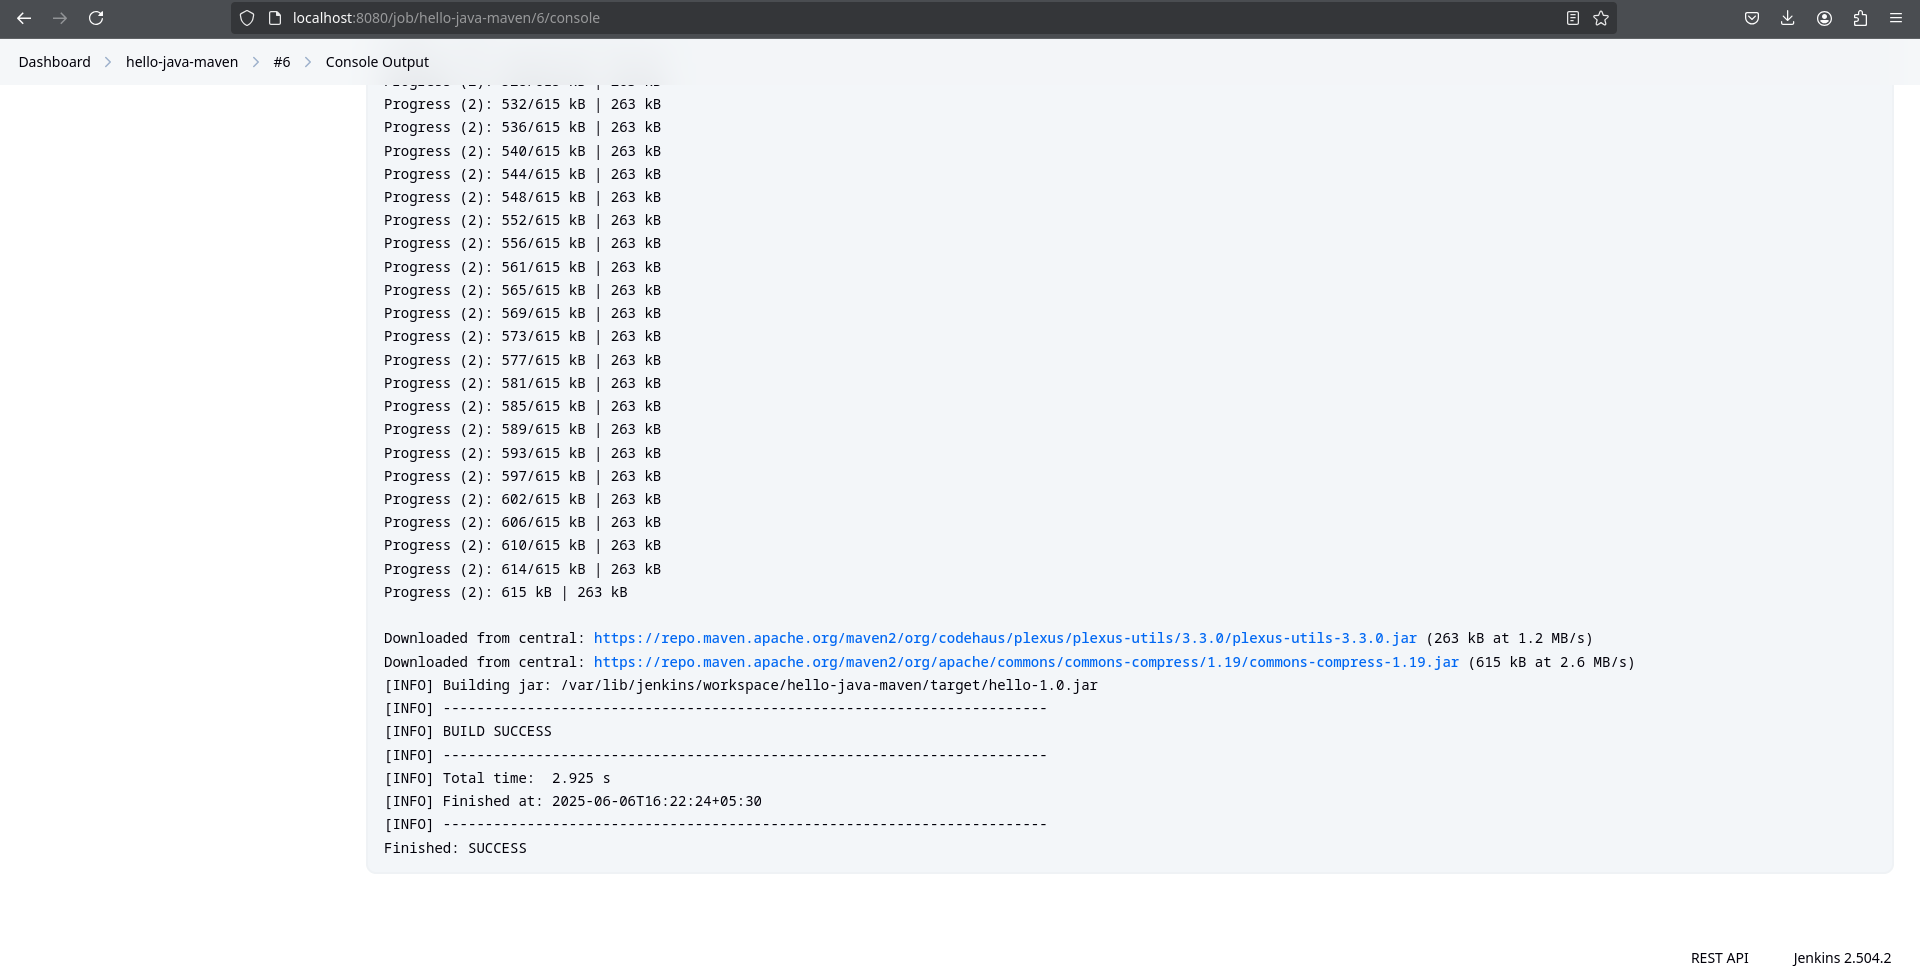 localhost:8080/job/hello-java-maven/6/console
Dashboard > hello-java-maven > #6 > Console Output
Progress (2): 532/615 kB | 263 kB
Progress (2): 536/615 kB | 263 kB
Progress (2): 540/615 kB | 263 kB
Progress (2): 544/615 kB | 263 kB
Progress (2): 548/615 kB | 263 kB
Progress (2): 552/615 kB | 263 kB
Progress (2): 556/615 kB | 263 kB
Progress (2): 561/615 kB | 263 kB
Progress (2): 565/615 kB | 263 kB
Progress (2): 569/615 kB | 263 kB
Progress (2): 573/615 kB | 263 kB
Progress (2): 577/615 kB | 263 kB
Progress (2): 581/615 kB | 263 kB
Progress (2): 585/615 kB | 263 kB
Progress (2): 589/615 kB | 263 kB
Progress (2): 593/615 kB | 263 kB
Progress (2): 597/615 kB | 263 kB
Progress (2): 602/615 kB | 263 kB
Progress (2): 606/615 kB | 263 kB
Progress (2): 610/615 kB | 263 kB
Progress (2): 614/615 kB | 263 kB
Progress (2): 615 kB | 263 kB
Downloaded from central: https://repo.maven.apache.org/maven2/org/codehaus/plexus/plexus-utils/3.3.0/plexus-utils-3.3.0.jar (263 kB at 1.2 MB/s)
Downloaded from central: https://repo.maven.apache.org/maven2/org/apache/commons/commons-compress/1.19/commons-compress-1.19.jar (615 kB at 2.6 MB/s)
[INFO] Building jar: /var/lib/jenkins/workspace/hello-java-maven/target/hello-1.0.jar
[INFO] ------------------------------------------------------------------------
[INFO] BUILD SUCCESS
[INFO] ------------------------------------------------------------------------
[INFO] Total time:  2.925 s
[INFO] Finished at: 2025-06-06T16:22:24+05:30
[INFO] ------------------------------------------------------------------------
Finished: SUCCESS
REST API
Jenkins 2.504.2